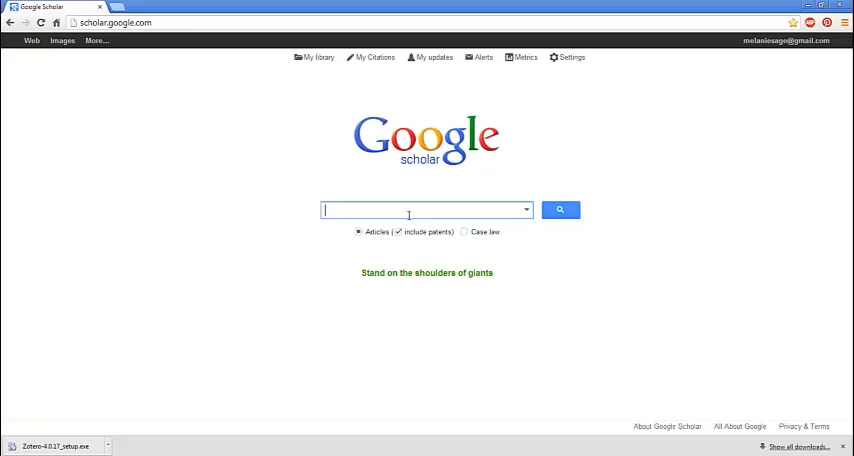 Google Scholar
scholar.google.com
Web Images More... melaniesage@gmail.com
My library My Citations My updates Alerts Metrics Settings
Google
scholar
Articles (include patents) Case law
Stand on the shoulders of giants
About Google Scholar All About Google Privacy & Terms
Zotero-4.0.17_setup.exe Show all downloads...